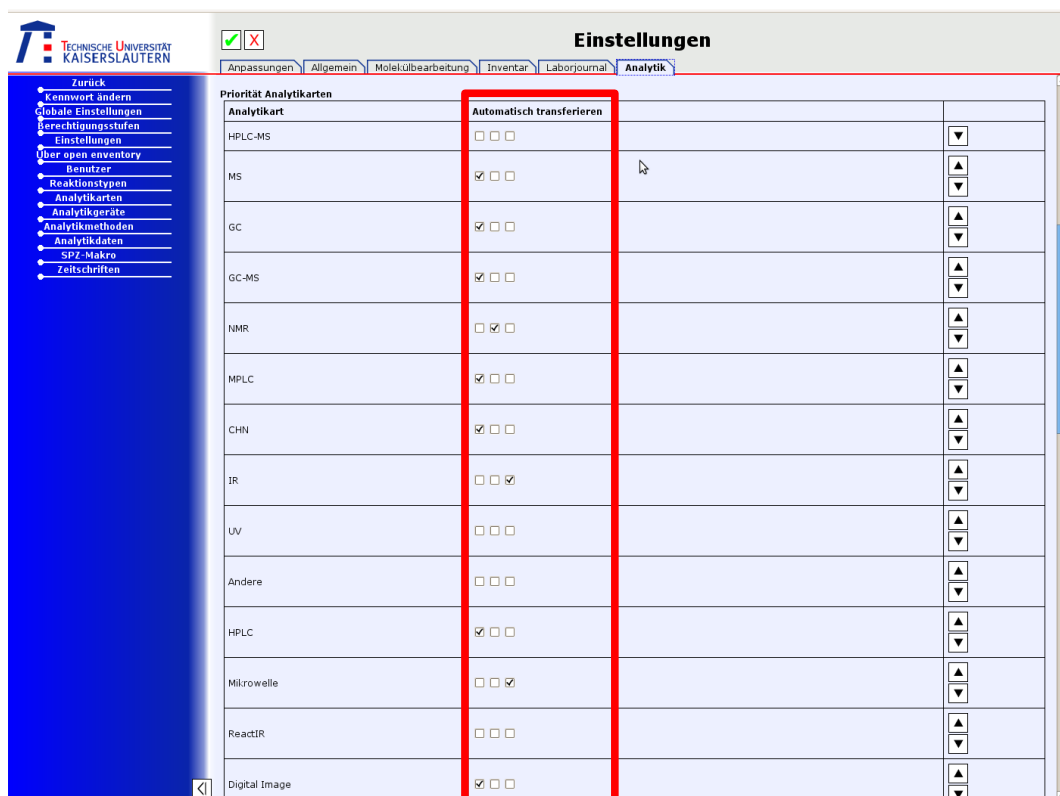 TECHNISCHE UNIVERSITÄT
KAISERSLAUTERN
X
Einstellungen
Anpassungen Allgemein Molekülbearbeitung Inventar Laborjournal Analytik
Zurück
Kennwort ändern
Globale Einstellungen
Berechtigungsstufen
Einstellungen
Über open enventory
Benutzer
Reaktionstypen
Analytikarten
Analytikgeräte
Analytikmethoden
Analytikdaten
SPZ-Makro
Zeitschriften
Priorität Analytikarten
Analytikart Automatisch transferieren
HPLC-MS
MS
GC
GC-MS
NMR
MPLC
CHN
IR
UV
Andere
HPLC
Mikrowelle
ReactIR
Digital Image